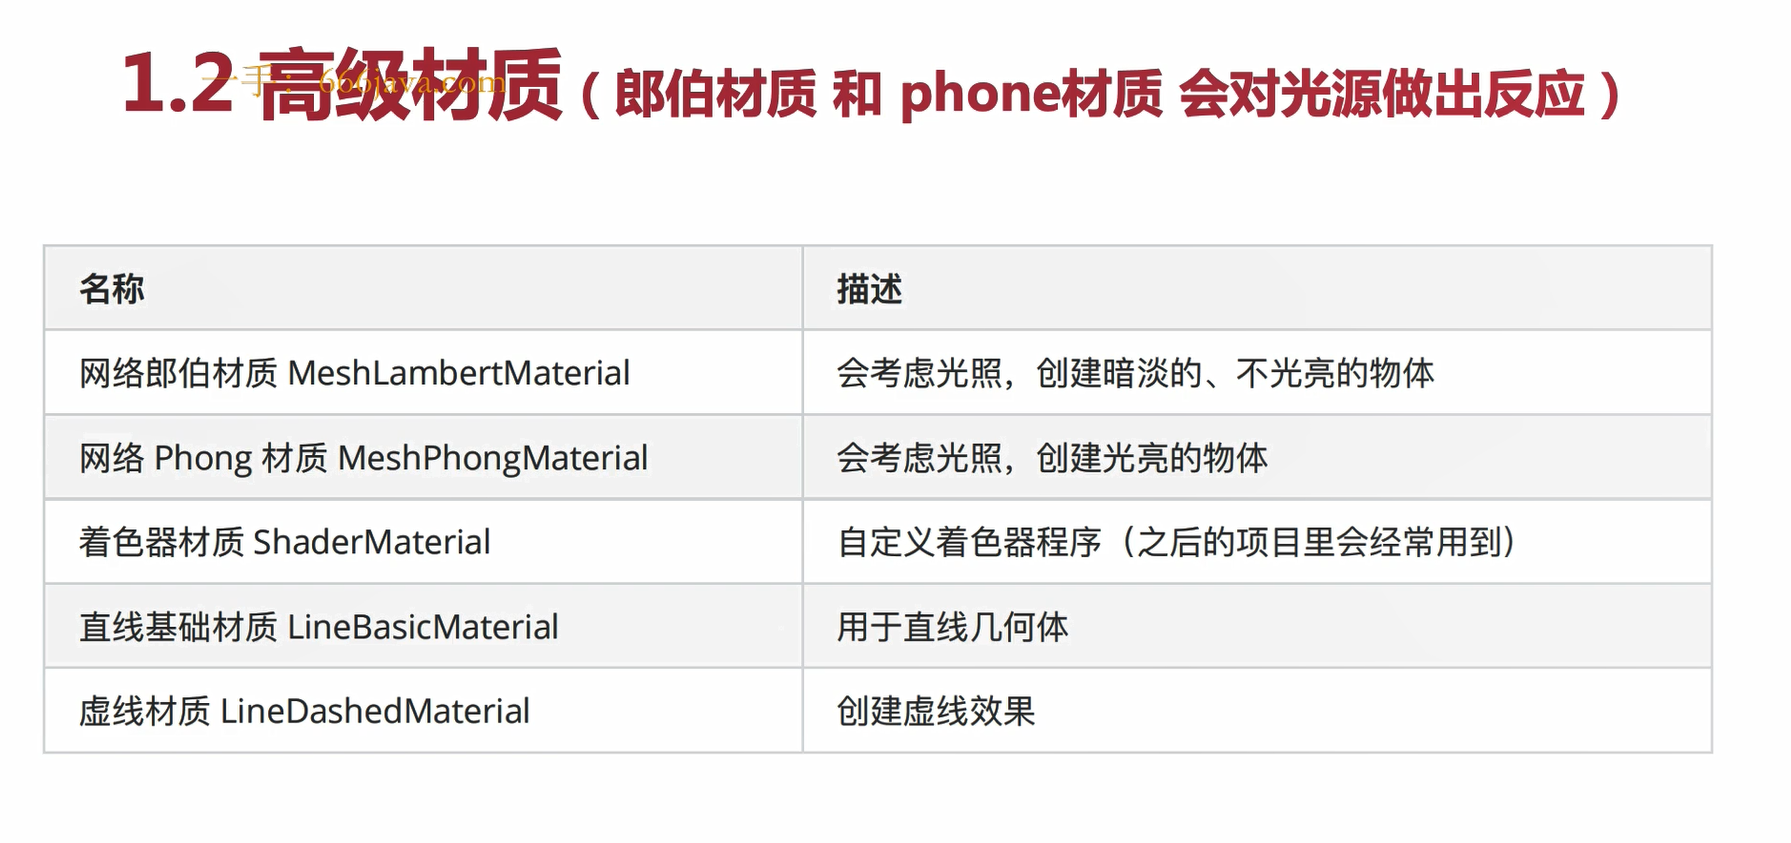 1.2 高级材质（郎伯材质 和 phone材质 会对光源做出反应）
一手：666java.com
名称 描述
网络郎伯材质 MeshLambertMaterial 会考虑光照，创建暗淡的、不光亮的物体
网络 Phong 材质 MeshPhongMaterial 会考虑光照，创建光亮的物体
着色器材质 ShaderMaterial 自定义着色器程序（之后的项目里会经常用到）
直线基础材质 LineBasicMaterial 用于直线几何体
虚线材质 LineDashedMaterial 创建虚线效果